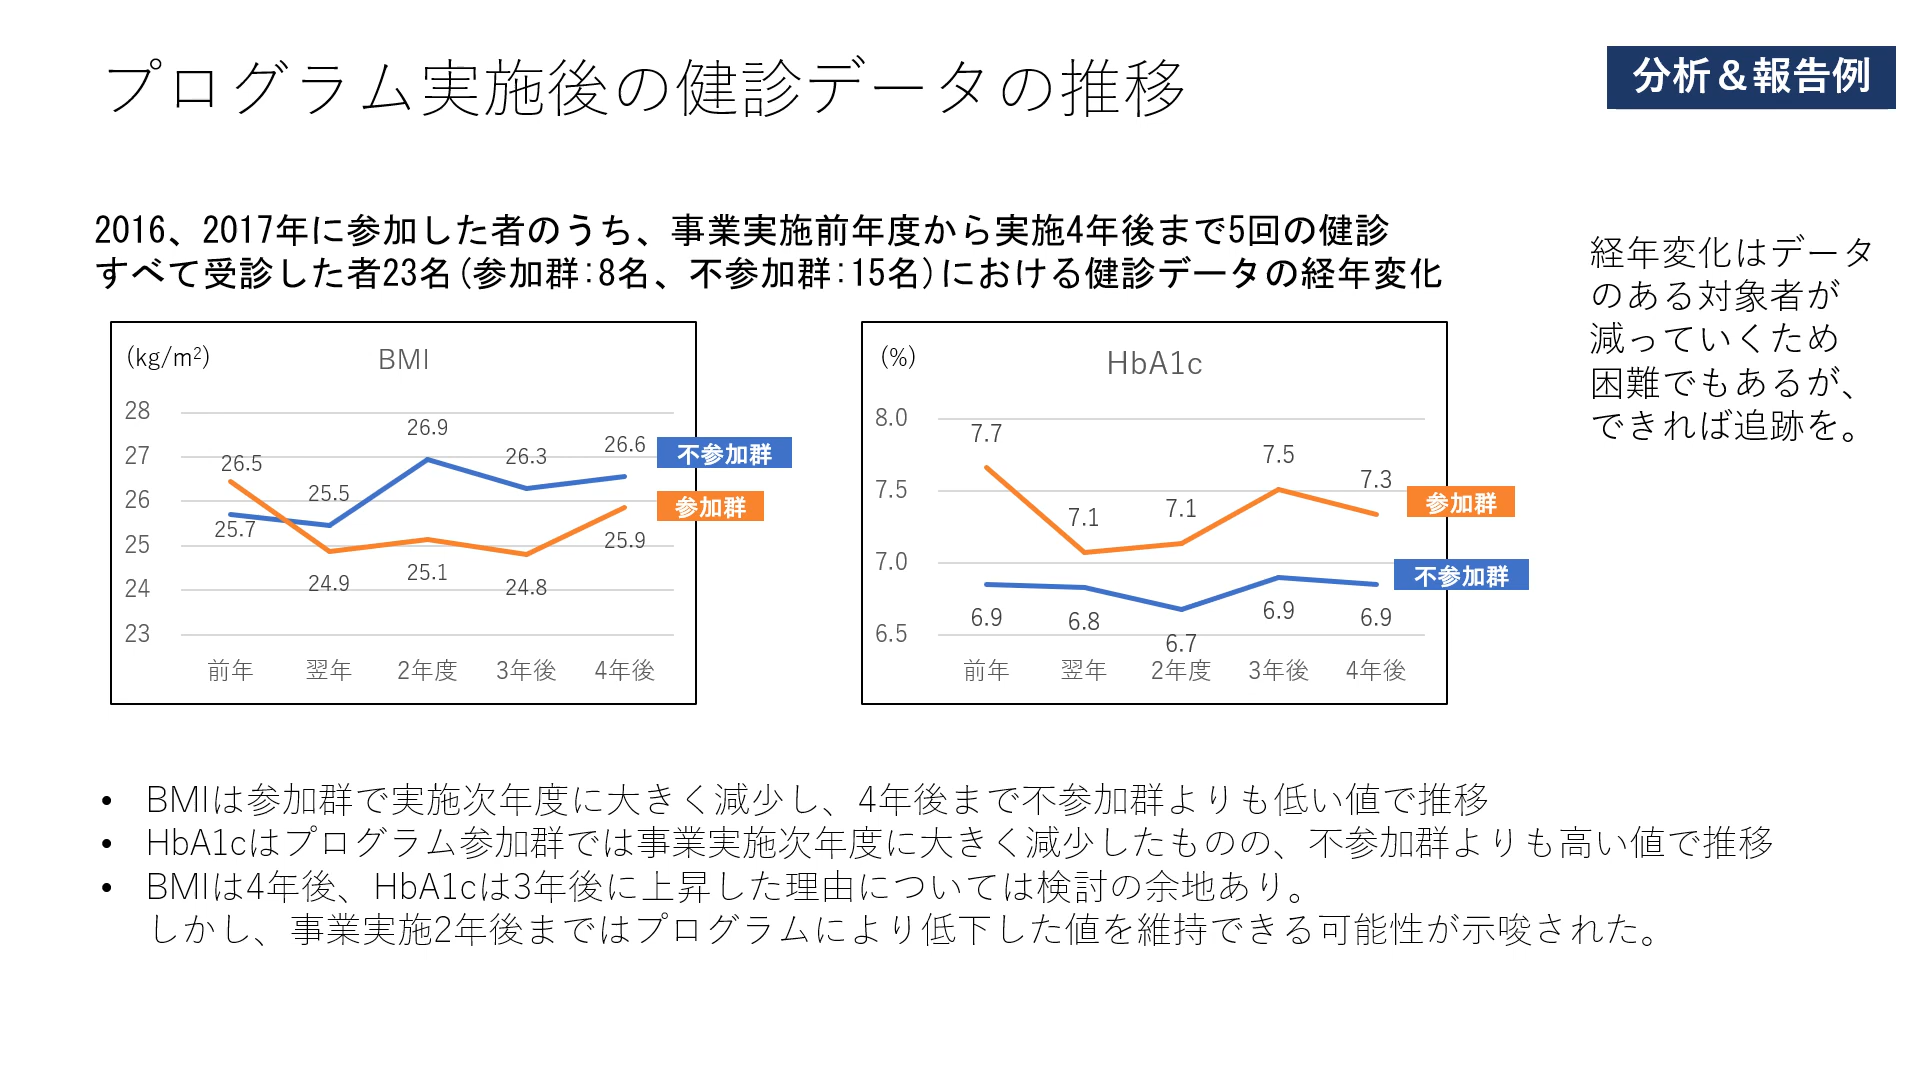 プログラム実施後の健診データの推移
分析＆報告例
2016、2017年に参加した者のうち、事業実施前年度から実施4年後まで5回の健診
すべて受診した者23名(参加群:8名、不参加群:15名)における健診データの経年変化
経年変化はデータ
のある対象者が
減っていくため
困難でもあるが、
できれば追跡を。
(kg/m²)
BMI
28
27
26
25
24
23
26.5
25.7
25.5
24.9
26.9
25.1
26.3
24.8
26.6
25.9
不参加群
参加群
前年 翌年 2年度 3年後 4年後
(%)
HbA1c
8.0
7.5
7.0
6.5
7.7
7.1
7.1
7.5
7.3
6.9
6.8
6.7
6.9
6.9
参加群
不参加群
前年 翌年 2年度 3年後 4年後
• BMIは参加群で実施次年度に大きく減少し、4年後まで不参加群よりも低い値で推移
• HbA1cはプログラム参加群では事業実施次年度に大きく減少したものの、不参加群よりも高い値で推移
• BMIは4年後、HbA1cは3年後に上昇した理由については検討の余地あり。
しかし、事業実施2年後まではプログラムにより低下した値を維持できる可能性が示唆された。